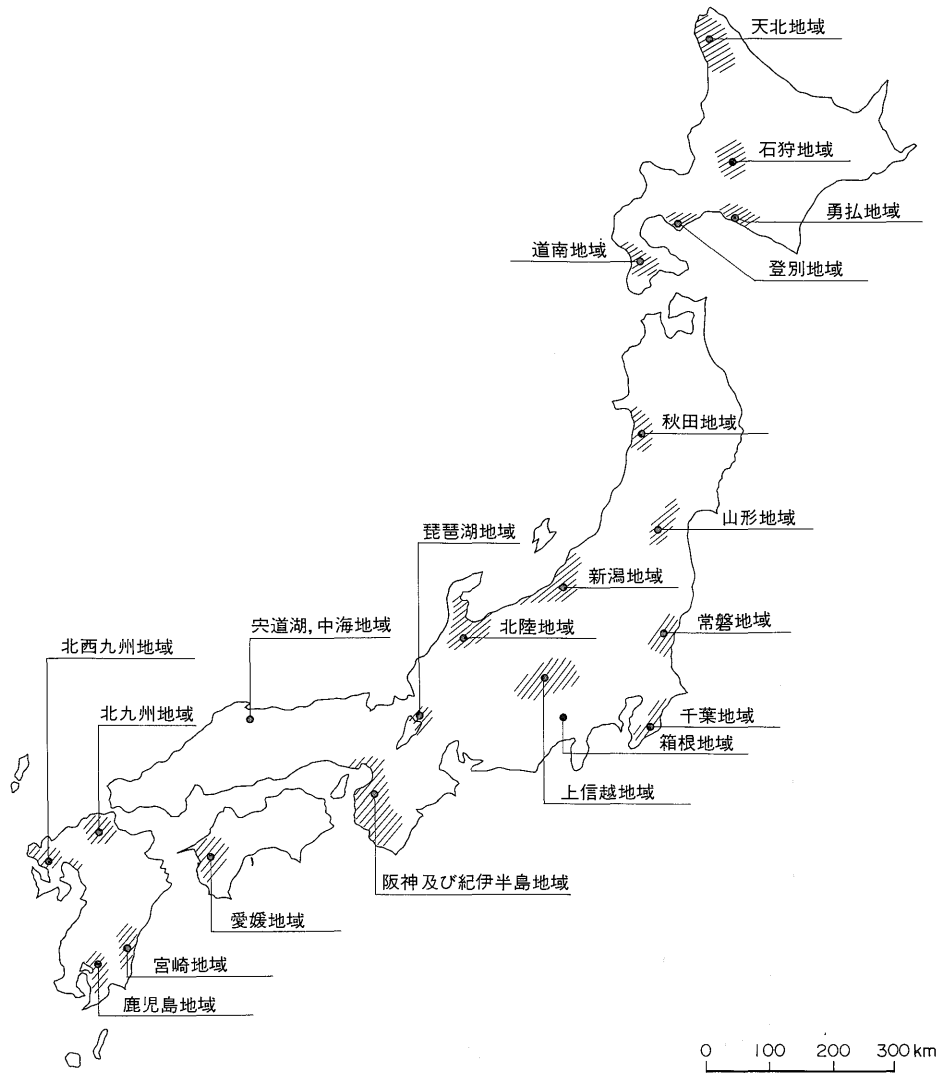 天北地域
石狩地域
勇払地域
道南地域
登別地域
秋田地域
山形地域
琵琶湖地域
新潟地域
宍道湖，中海地域
北陸地域
常磐地域
北西九州地域
北九州地域
千葉地域
箱根地域
上信越地域
阪神及び紀伊半島地域
愛媛地域
宮崎地域
鹿児島地域
0 100 200 300km